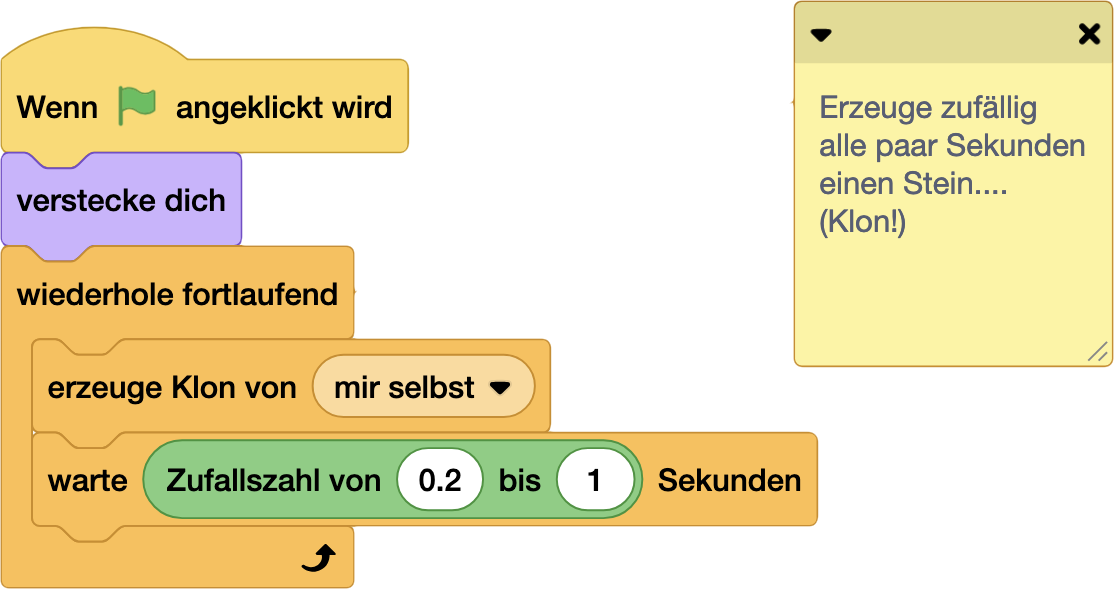 Wenn angeklickt wird
verstecke dich
wiederhole fortlaufend
erzeuge Klon von mir selbst
warte Zufallszahl von 0.2 bis 1 Sekunden
Erzeuge zufällig
alle paar Sekunden
einen Stein....
(Klon!)